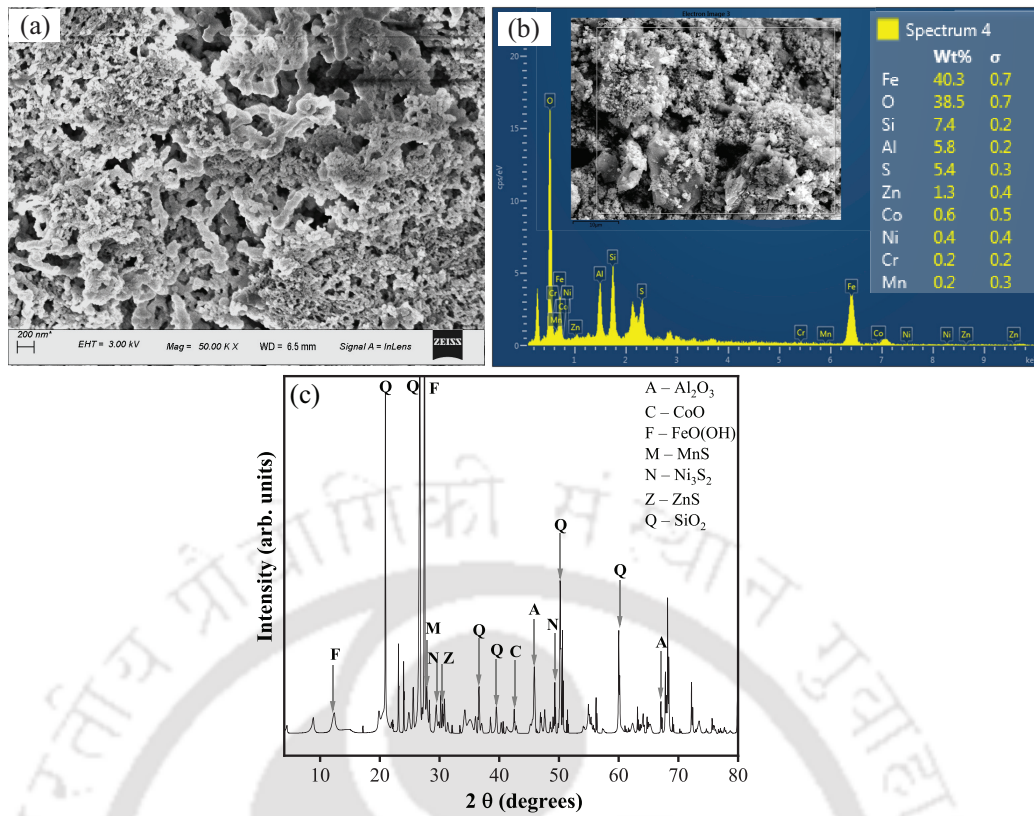 (a)
200 nm*
EHT = 3.00 kV
Mag = 50.00 K X
WD = 6.5 mm
Signal A = InLens
ZEISS
(b)
Electron Image 3
Spectrum 4
Wt% σ
Fe 40.3 0.7
O 38.5 0.7
Si 7.4 0.2
Al 5.8 0.2
S 5.4 0.3
Zn 1.3 0.4
Co 0.6 0.5
Ni 0.4 0.4
Cr 0.2 0.2
Mn 0.2 0.3
cps/eV
20
15
10
5
0
O
Fe
Cr
Ni
Co
Mn
Zn
Al
Si
S
Fe
Cr
Mn
Co
Ni
Ni
Zn
Zn
1 2 3 4 5 6 7 8 9 ke
(c)
Q Q F
A – Al₂O₃
C – CoO
F – FeO(OH)
M – MnS
N – Ni₃S₂
Z – ZnS
Q – SiO₂
F
M
N
Z
Q
Q
C
A
N
Q
Q
A
Intensity (arb. units)
10 20 30 40 50 60 70 80
2 θ (degrees)